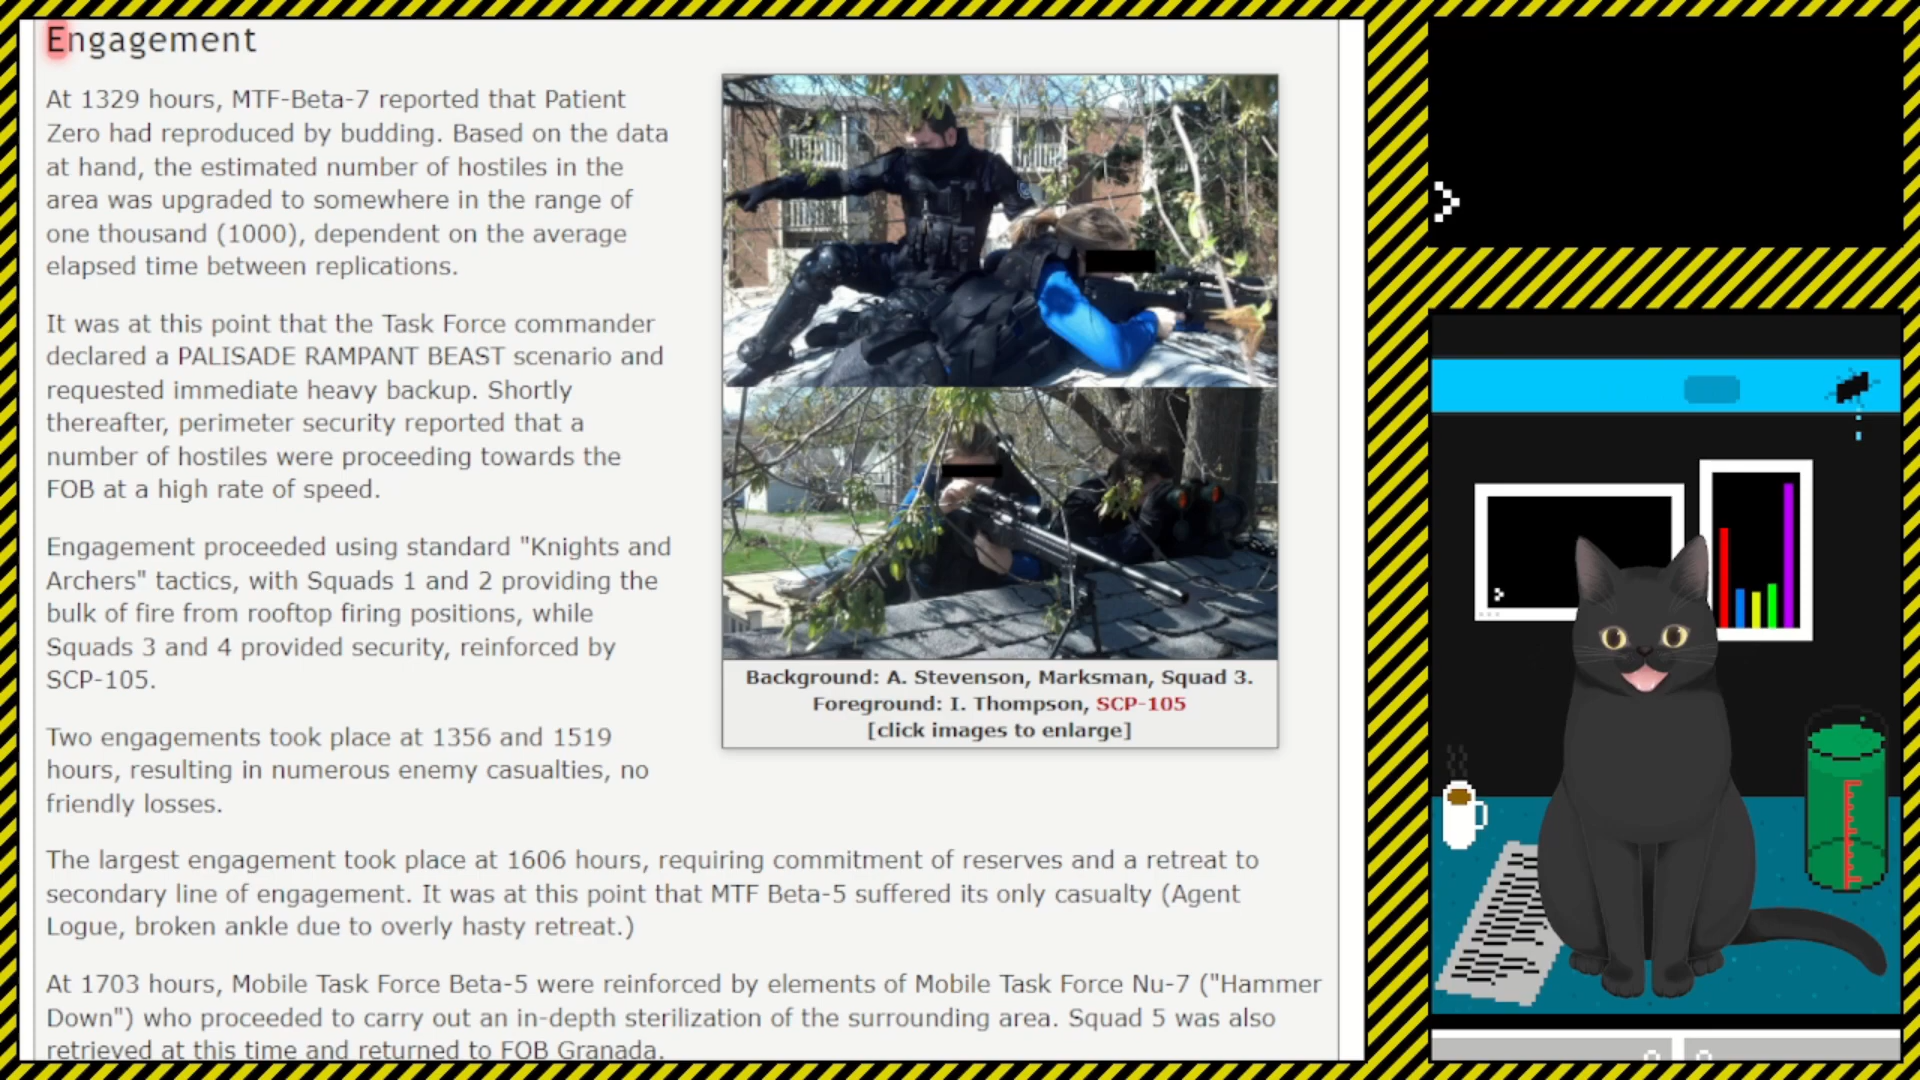 Engagement
At 1329 hours, MTF-Beta-7 reported that Patient
Zero had reproduced by budding. Based on the data
at hand, the estimated number of hostiles in the
area was upgraded to somewhere in the range of
one thousand (1000), dependent on the average
elapsed time between replications.
It was at this point that the Task Force commander
declared a PALISADE RAMPANT BEAST scenario and
requested immediate heavy backup. Shortly
thereafter, perimeter security reported that a
number of hostiles were proceeding towards the
FOB at a high rate of speed.
Engagement proceeded using standard "Knights and
Archers" tactics, with Squads 1 and 2 providing the
bulk of fire from rooftop firing positions, while
Squads 3 and 4 provided security, reinforced by
SCP-105.
Two engagements took place at 1356 and 1519
hours, resulting in numerous enemy casualties, no
friendly losses.
Background: A. Stevenson, Marksman, Squad 3.
Foreground: I. Thompson, SCP-105
[click images to enlarge]
The largest engagement took place at 1606 hours, requiring commitment of reserves and a retreat to
secondary line of engagement. It was at this point that MTF Beta-5 suffered its only casualty (Agent
Logue, broken ankle due to overly hasty retreat.)
At 1703 hours, Mobile Task Force Beta-5 were reinforced by elements of Mobile Task Force Nu-7 ("Hammer
Down") who proceeded to carry out an in-depth sterilization of the surrounding area. Squad 5 was also
retrieved at this time and returned to FOB Granada.
>
>